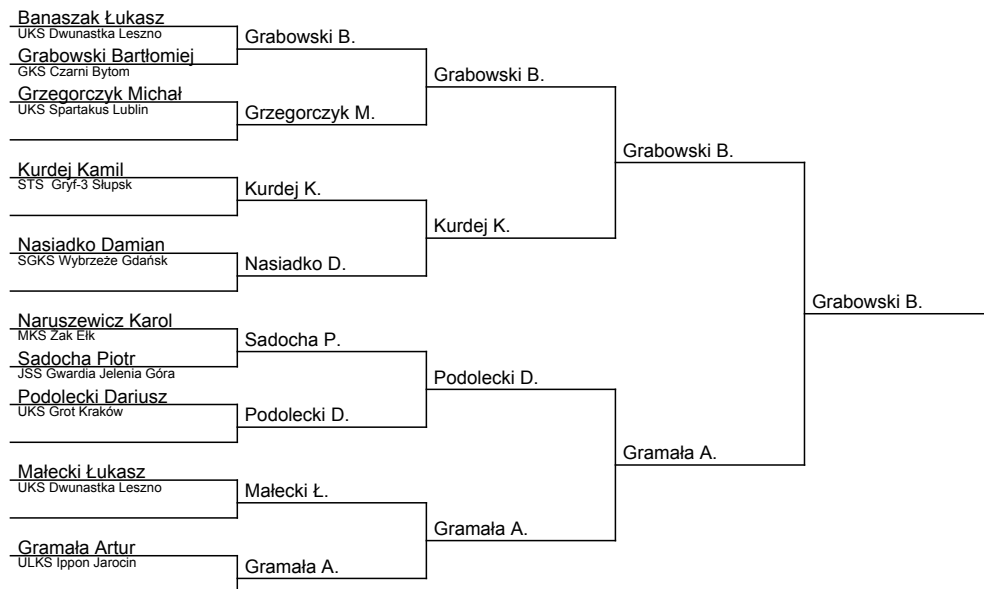 Banaszak Łukasz
UKS Dwunastka Leszno
Grabowski B.
Grabowski Bartłomiej
GKS Czarni Bytom
Grabowski B.
Grzegorczyk Michał
UKS Spartakus Lublin
Grzegorczyk M.
Grabowski B.
Kurdej Kamil
STS Gryf-3 Słupsk
Kurdej K.
Kurdej K.
Nasiadko Damian
SGKS Wybrzeże Gdańsk
Nasiadko D.
Grabowski B.
Naruszewicz Karol
MKS Żak Ełk
Sadocha P.
Sadocha Piotr
JSS Gwardia Jelenia Góra
Podolecki D.
Podolecki Dariusz
UKS Grot Kraków
Podolecki D.
Gramała A.
Małecki Łukasz
UKS Dwunastka Leszno
Małecki Ł.
Gramała A.
Gramała Artur
ULKS Ippon Jarocin
Gramała A.